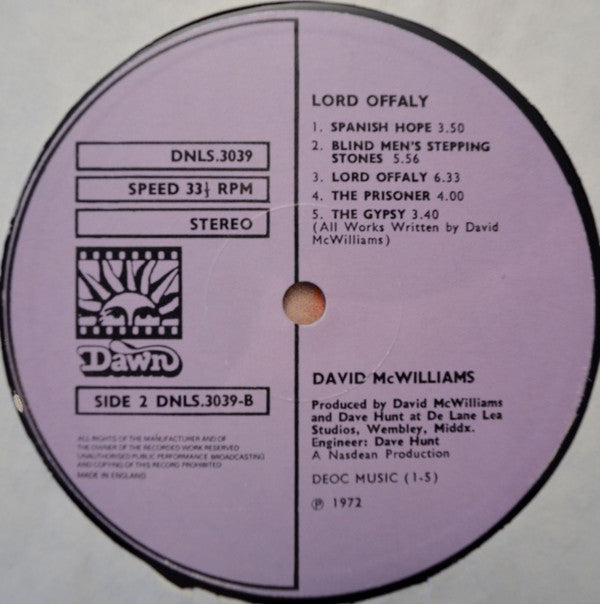 DNLS.3039
SPEED 33⅓ RPM
STEREO
Dawn
SIDE 2 DNLS.3039-B
ALL RIGHTS OF THE MANUFACTURER AND OF
THE OWNER OF THE RECORDED WORK RESERVED
UNAUTHORISED PUBLIC PERFORMANCE BROADCASTING
AND COPYING OF THIS RECORD PROHIBITED
MADE IN ENGLAND
LORD OFFALY
1. SPANISH HOPE 3.50
2. BLIND MEN'S STEPPING
STONES 5.56
3. LORD OFFALY 6.33
4. THE PRISONER 4.00
5. THE GYPSY 3.40
(All Works Written by David
McWilliams)
DAVID McWILLIAMS
Produced by David McWilliams
and Dave Hunt at De Lane Lea
Studios, Wembley, Middx.
Engineer: Dave Hunt
A Nasdean Production
DEOC MUSIC (1-5)
℗ 1972